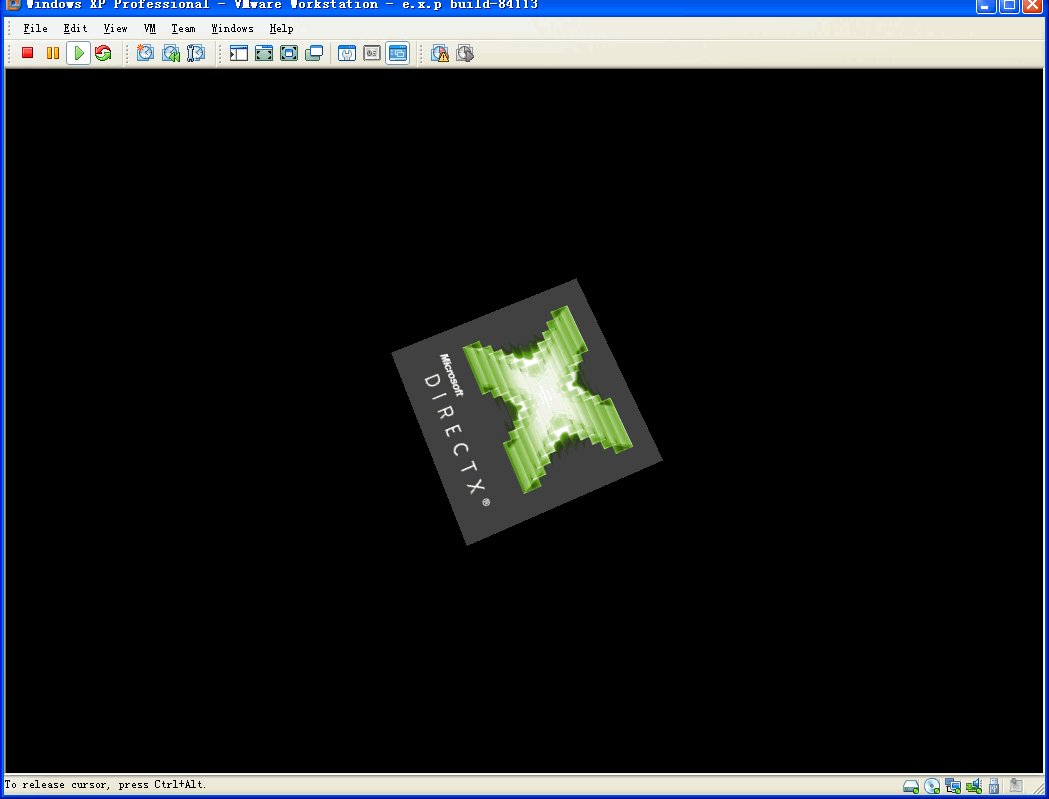 Windows XP Professional - VMware Workstation - e.x.p build-84113
File Edit View VM Team Windows Help
Microsoft
DIRECTX®
To release cursor, press Ctrl+Alt.